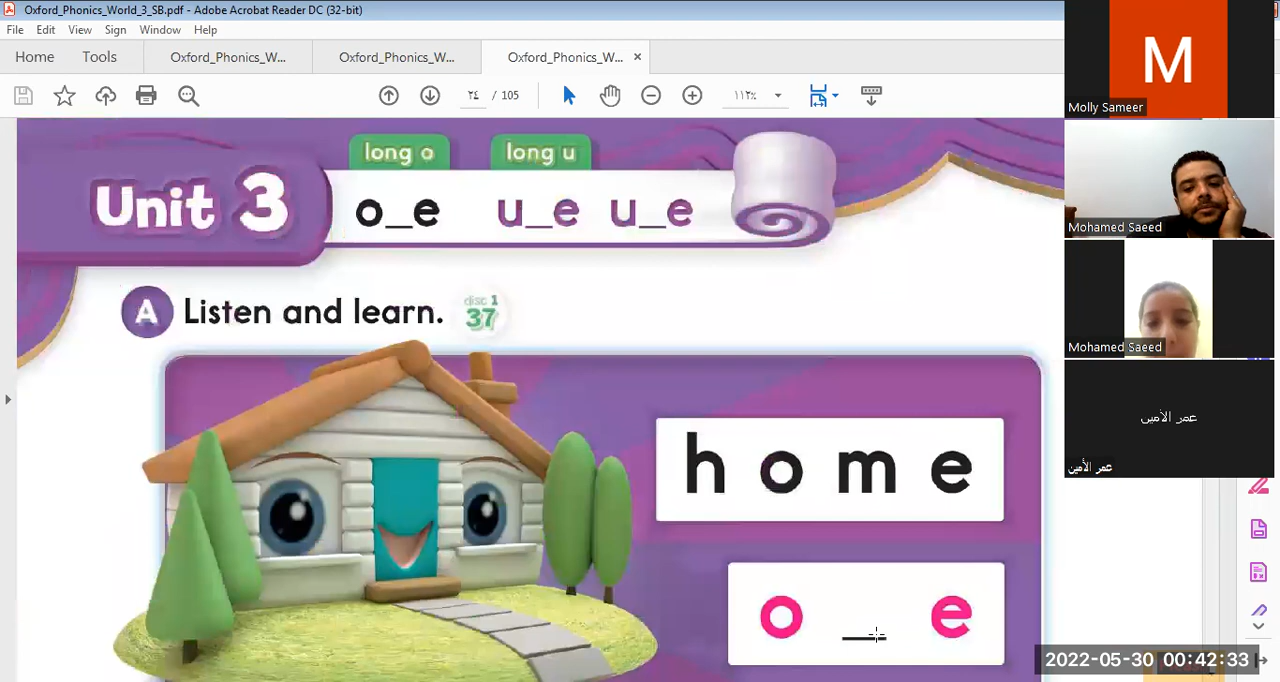 Oxford_Phonics_World_3_SB.pdf - Adobe Acrobat Reader DC (32-bit)
File Edit View Sign Window Help
Home Tools Oxford_Phonics_W... Oxford_Phonics_W... Oxford_Phonics_W... ×
٢٤ / 105 ١١٢٪
long o long u
Unit 3 o_e u_e u_e
A Listen and learn. disc 1 37
home
o _ e
M
Molly Sameer
Mohamed Saeed
Mohamed Saeed
عمر الأمين
عمر الأمين
2022-05-30 00:42:33